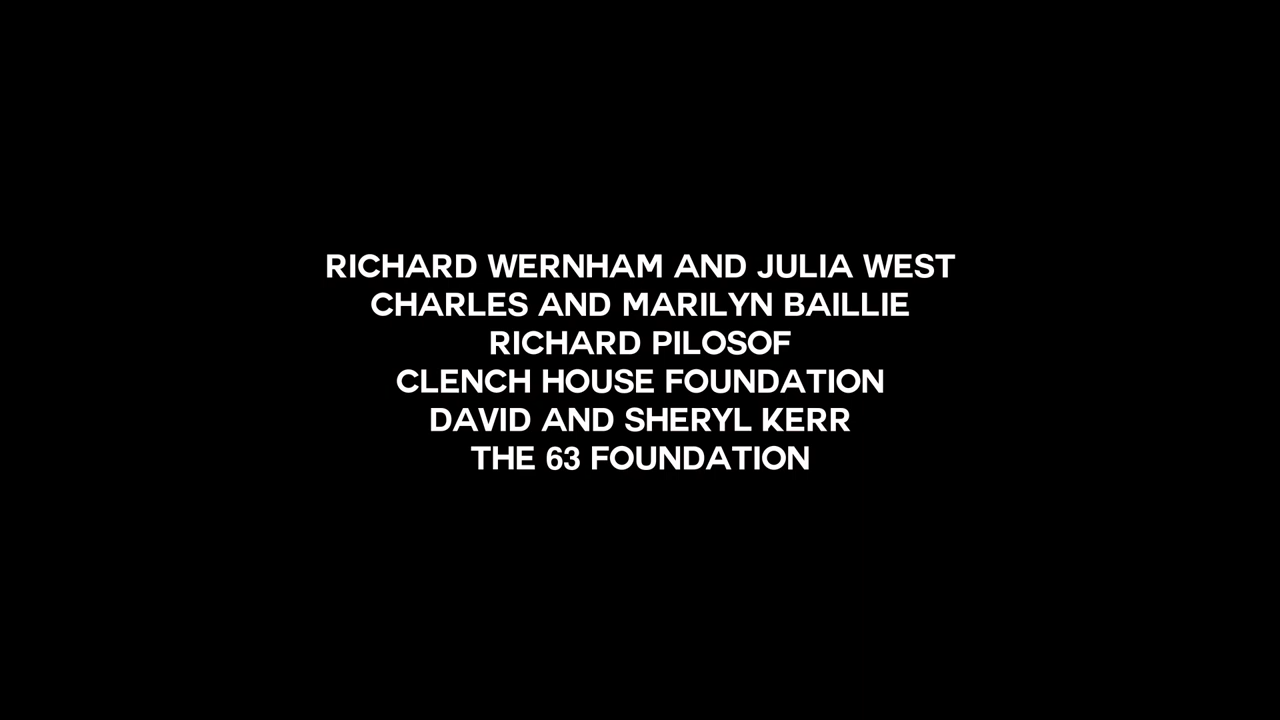 RICHARD WERNHAM AND JULIA WEST
CHARLES AND MARILYN BAILLIE
RICHARD PILOSOF
CLENCH HOUSE FOUNDATION
DAVID AND SHERYL KERR
THE 63 FOUNDATION